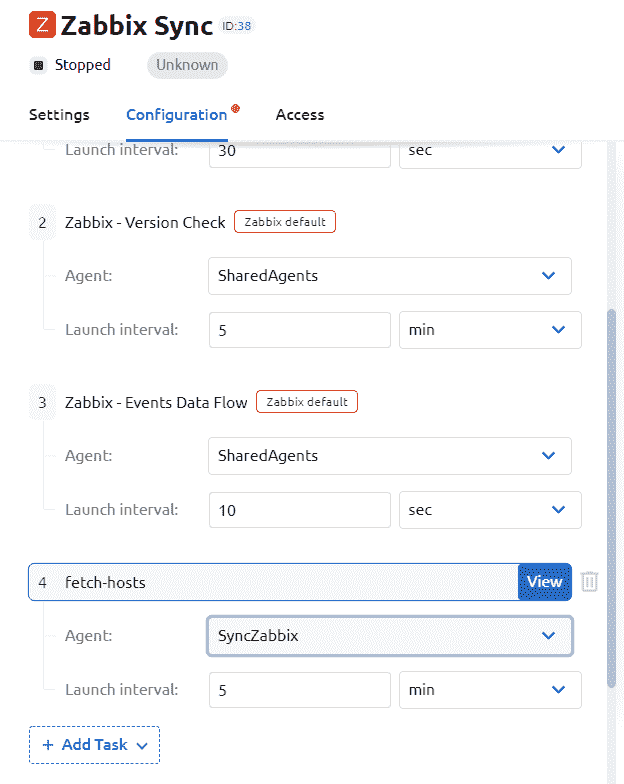 Z Zabbix Sync ID:38
Stopped Unknown
Settings Configuration Access
Launch interval: 30 sec
2 Zabbix - Version Check Zabbix default
Agent: SharedAgents
Launch interval: 5 min
3 Zabbix - Events Data Flow Zabbix default
Agent: SharedAgents
Launch interval: 10 sec
4 fetch-hosts View
Agent: SyncZabbix
Launch interval: 5 min
+ Add Task